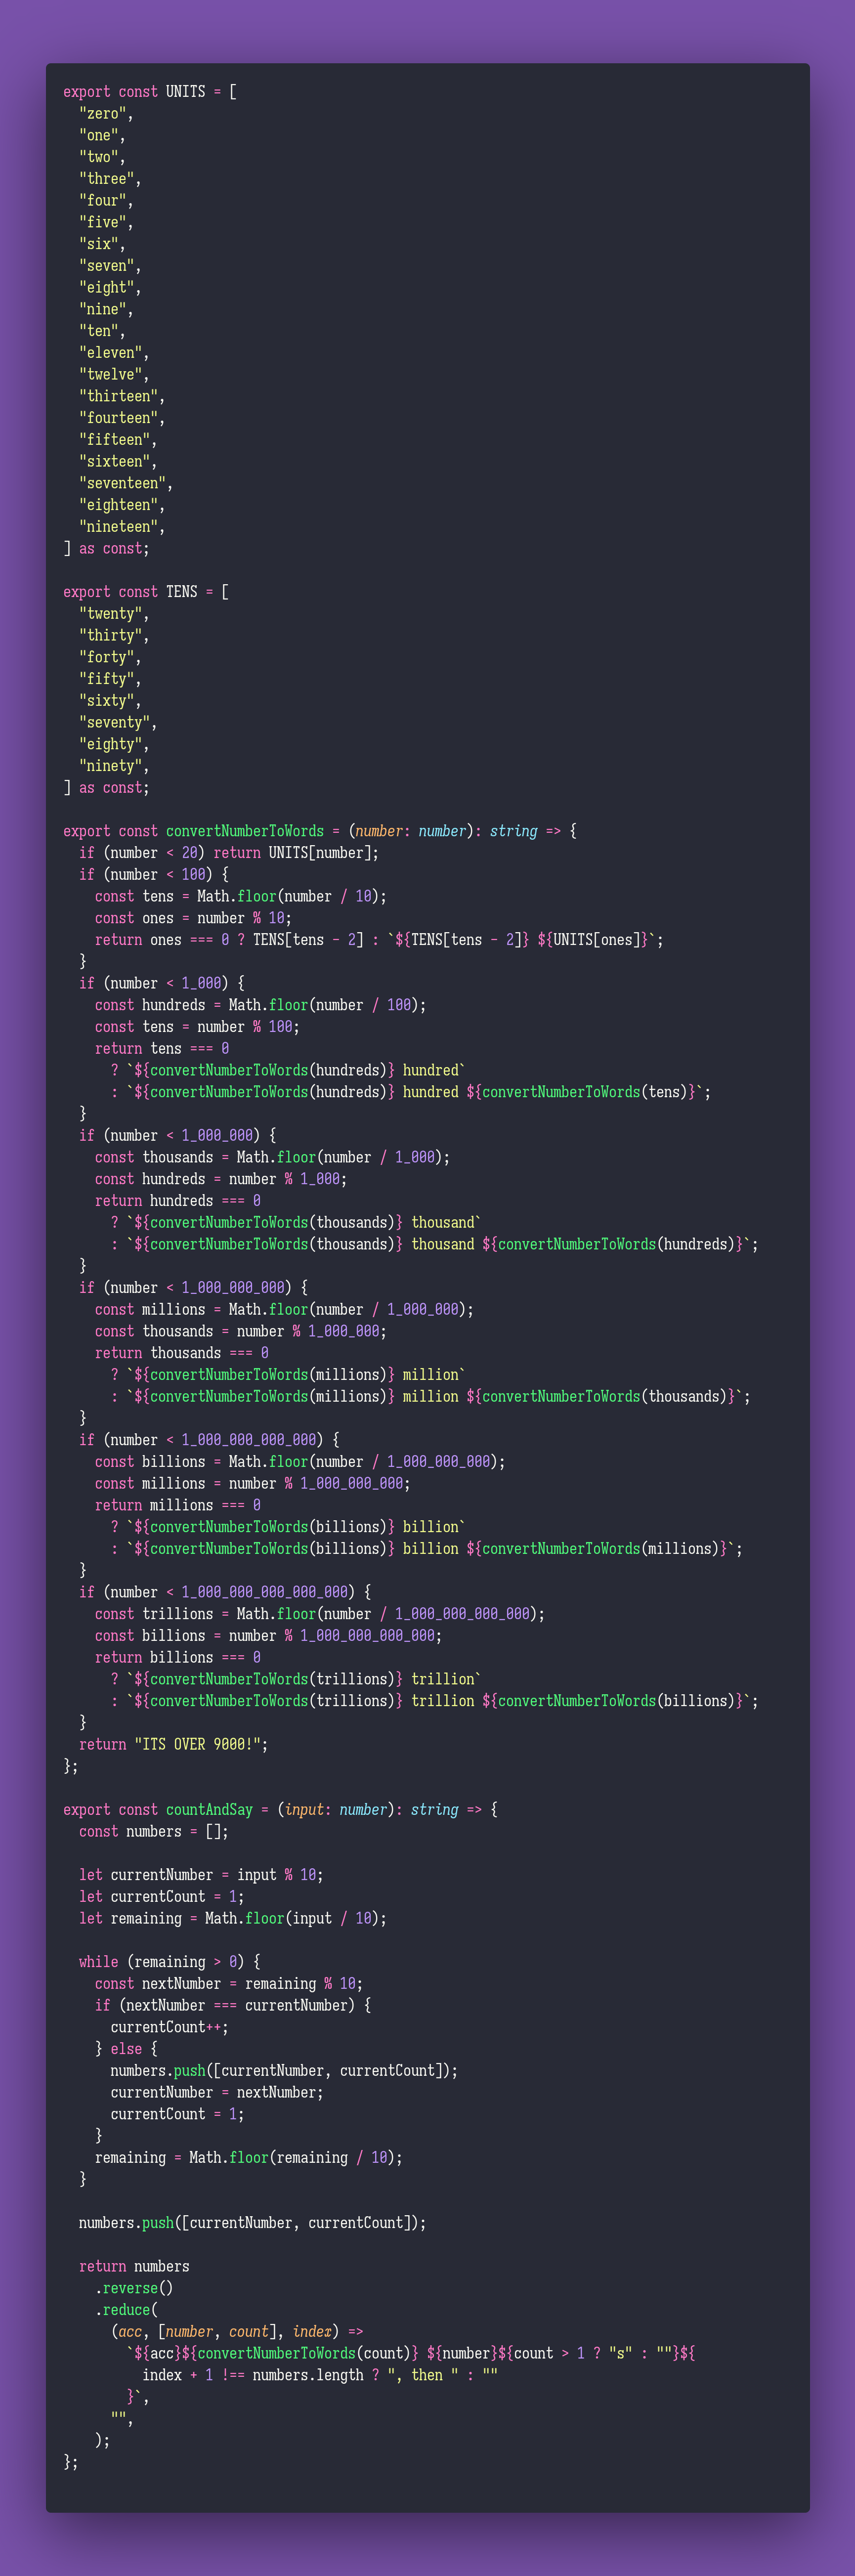 export const UNITS = [
  "zero",
  "one",
  "two",
  "three",
  "four",
  "five",
  "six",
  "seven",
  "eight",
  "nine",
  "ten",
  "eleven",
  "twelve",
  "thirteen",
  "fourteen",
  "fifteen",
  "sixteen",
  "seventeen",
  "eighteen",
  "nineteen",
] as const;

export const TENS = [
  "twenty",
  "thirty",
  "forty",
  "fifty",
  "sixty",
  "seventy",
  "eighty",
  "ninety",
] as const;

export const convertNumberToWords = (number: number): string => {
  if (number < 20) return UNITS[number];
  if (number < 100) {
    const tens = Math.floor(number / 10);
    const ones = number % 10;
    return ones === 0 ? TENS[tens - 2] : `${TENS[tens - 2]} ${UNITS[ones]}`;
  }
  if (number < 1_000) {
    const hundreds = Math.floor(number / 100);
    const tens = number % 100;
    return tens === 0
      ? `${convertNumberToWords(hundreds)} hundred`
      : `${convertNumberToWords(hundreds)} hundred ${convertNumberToWords(tens)}`;
  }
  if (number < 1_000_000) {
    const thousands = Math.floor(number / 1_000);
    const hundreds = number % 1_000;
    return hundreds === 0
      ? `${convertNumberToWords(thousands)} thousand`
      : `${convertNumberToWords(thousands)} thousand ${convertNumberToWords(hundreds)}`;
  }
  if (number < 1_000_000_000) {
    const millions = Math.floor(number / 1_000_000);
    const thousands = number % 1_000_000;
    return thousands === 0
      ? `${convertNumberToWords(millions)} million`
      : `${convertNumberToWords(millions)} million ${convertNumberToWords(thousands)}`;
  }
  if (number < 1_000_000_000_000) {
    const billions = Math.floor(number / 1_000_000_000);
    const millions = number % 1_000_000_000;
    return millions === 0
      ? `${convertNumberToWords(billions)} billion`
      : `${convertNumberToWords(billions)} billion ${convertNumberToWords(millions)}`;
  }
  if (number < 1_000_000_000_000_000) {
    const trillions = Math.floor(number / 1_000_000_000_000);
    const billions = number % 1_000_000_000_000;
    return billions === 0
      ? `${convertNumberToWords(trillions)} trillion`
      : `${convertNumberToWords(trillions)} trillion ${convertNumberToWords(billions)}`;
  }
  return "ITS OVER 9000!";
};

export const countAndSay = (input: number): string => {
  const numbers = [];

  let currentNumber = input % 10;
  let currentCount = 1;
  let remaining = Math.floor(input / 10);

  while (remaining > 0) {
    const nextNumber = remaining % 10;
    if (nextNumber === currentNumber) {
      currentCount++;
    } else {
      numbers.push([currentNumber, currentCount]);
      currentNumber = nextNumber;
      currentCount = 1;
    }
    remaining = Math.floor(remaining / 10);
  }

  numbers.push([currentNumber, currentCount]);

  return numbers
    .reverse()
    .reduce(
      (acc, [number, count], index) =>
        `${acc}${convertNumberToWords(count)} ${number}${count > 1 ? "s" : ""}${
          index + 1 !== numbers.length ? ", then " : ""
        }`,
      "",
    );
};